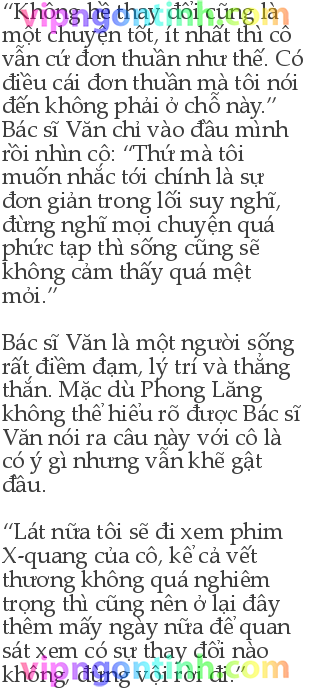 “Không hề thay đổi cũng là
một chuyện tốt, ít nhất thì cô
vẫn cứ đơn thuần như thế. Có
điều cái đơn thuần mà tôi nói
đến không phải ở chỗ này.”
Bác sĩ Văn chỉ vào đầu mình
rồi nhìn cô: “Thứ mà tôi
muốn nhắc tới chính là sự
đơn giản trong lối suy nghĩ,
đừng nghĩ mọi chuyện quá
phức tạp thì sống cũng sẽ
không cảm thấy quá mệt
mỏi.”
Bác sĩ Văn là một người sống
rất điềm đạm, lý trí và thẳng
thắn. Mặc dù Phong Lăng
không thể hiểu rõ được Bác sĩ
Văn nói ra câu này với cô là
có ý gì nhưng vẫn khẽ gật
đầu.
“Lát nữa tôi sẽ đi xem phim
X-quang của cô, kể cả vết
thương không quá nghiêm
trọng thì cũng nên ở lại đây
thêm mấy ngày nữa để quan
sát xem có sự thay đổi nào
không, đừng vội rời đi.”
vipngontinh.com
vipngontinh.com